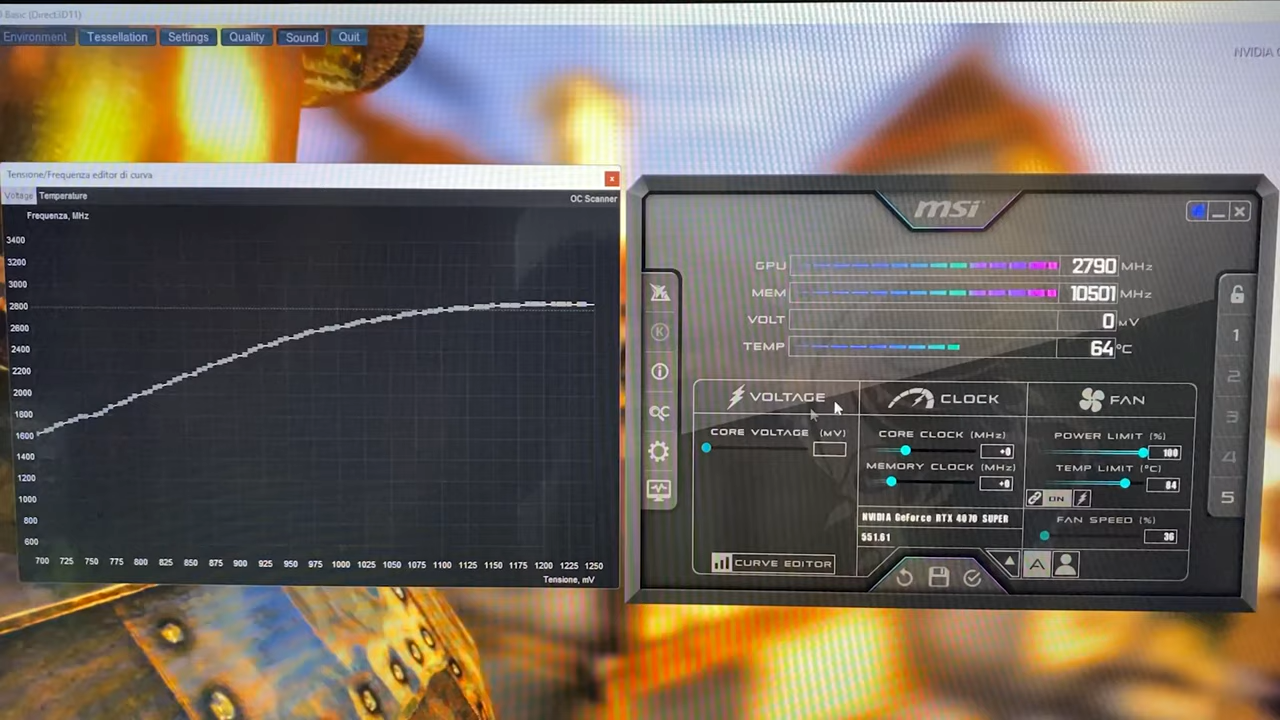 Basic (Direct3D11)
Environment Tessellation Settings Quality Sound Quit
NVIDIA
Tensione/Frequenza editor di curva
x
Voltage Temperature
OC Scanner
Frequenza, MHz
3400
3200
3000
2800
2600
2400
2200
2000
1800
1600
1400
1200
1000
800
600
700 725 750 775 800 825 850 875 900 925 950 975 1000 1025 1050 1075 1100 1125 1150 1175 1200 1225 1250
Tensione, mV
msi
GPU 2790 MHz
MEM 10501 MHz
VOLT 0 mV
TEMP 64 °C
K
i
OC
1
2
3
4
5
VOLTAGE
CORE VOLTAGE (MV)
CURVE EDITOR
CLOCK
CORE CLOCK (MHz)
+0
MEMORY CLOCK (MHz)
+0
NVIDIA GeForce RTX 4070 SUPER
551.61
FAN
POWER LIMIT (%)
100
TEMP LIMIT (°C)
84
ON
FAN SPEED (%)
36
A